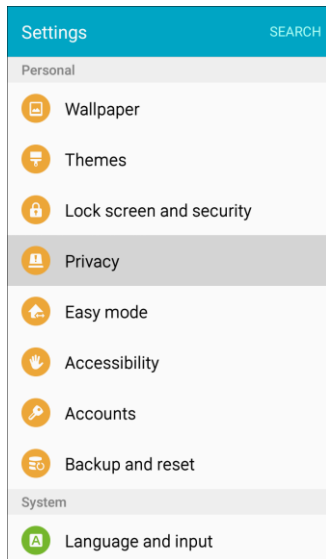 Settings SEARCH
Personal
Wallpaper
Themes
Lock screen and security
Privacy
Easy mode
Accessibility
Accounts
Backup and reset
System
A Language and input